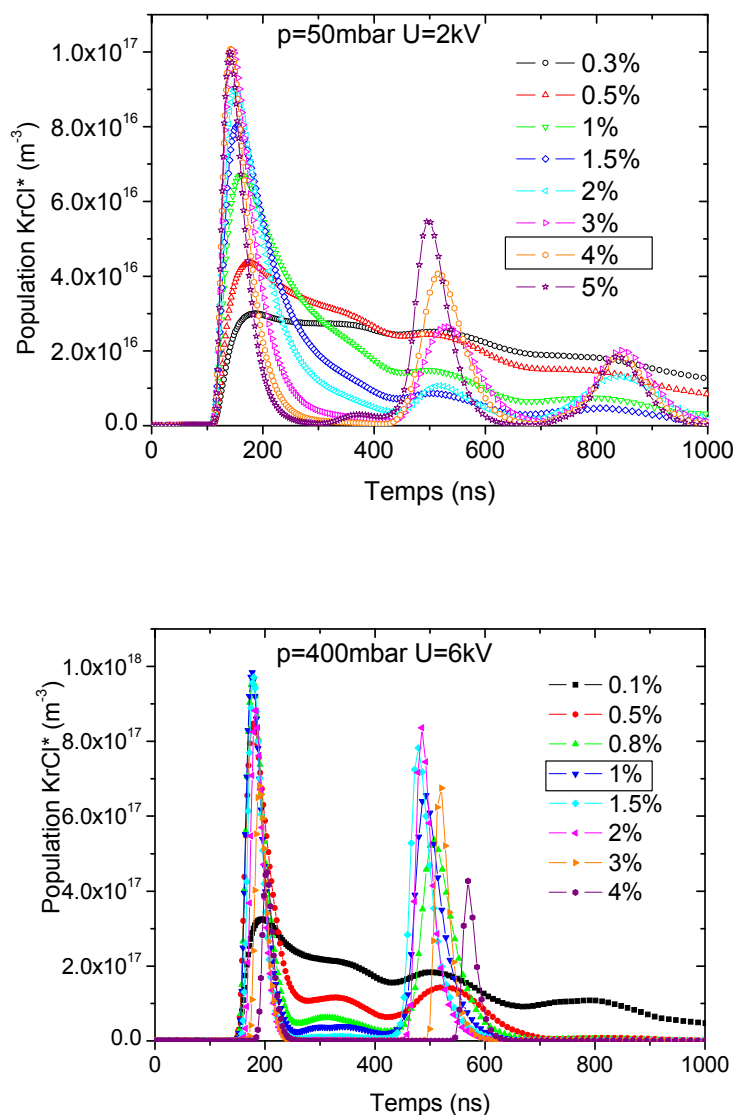 p=50mbar U=2kV
1.0x10^17
8.0x10^16
6.0x10^16
4.0x10^16
2.0x10^16
0.0
Population KrCl* (m^-3)
0.3%
0.5%
1%
1.5%
2%
3%
4%
5%
0 200 400 600 800 1000
Temps (ns)
p=400mbar U=6kV
1.0x10^18
8.0x10^17
6.0x10^17
4.0x10^17
2.0x10^17
0.0
Population KrCl* (m^-3)
0.1%
0.5%
0.8%
1%
1.5%
2%
3%
4%
0 200 400 600 800 1000
Temps (ns)